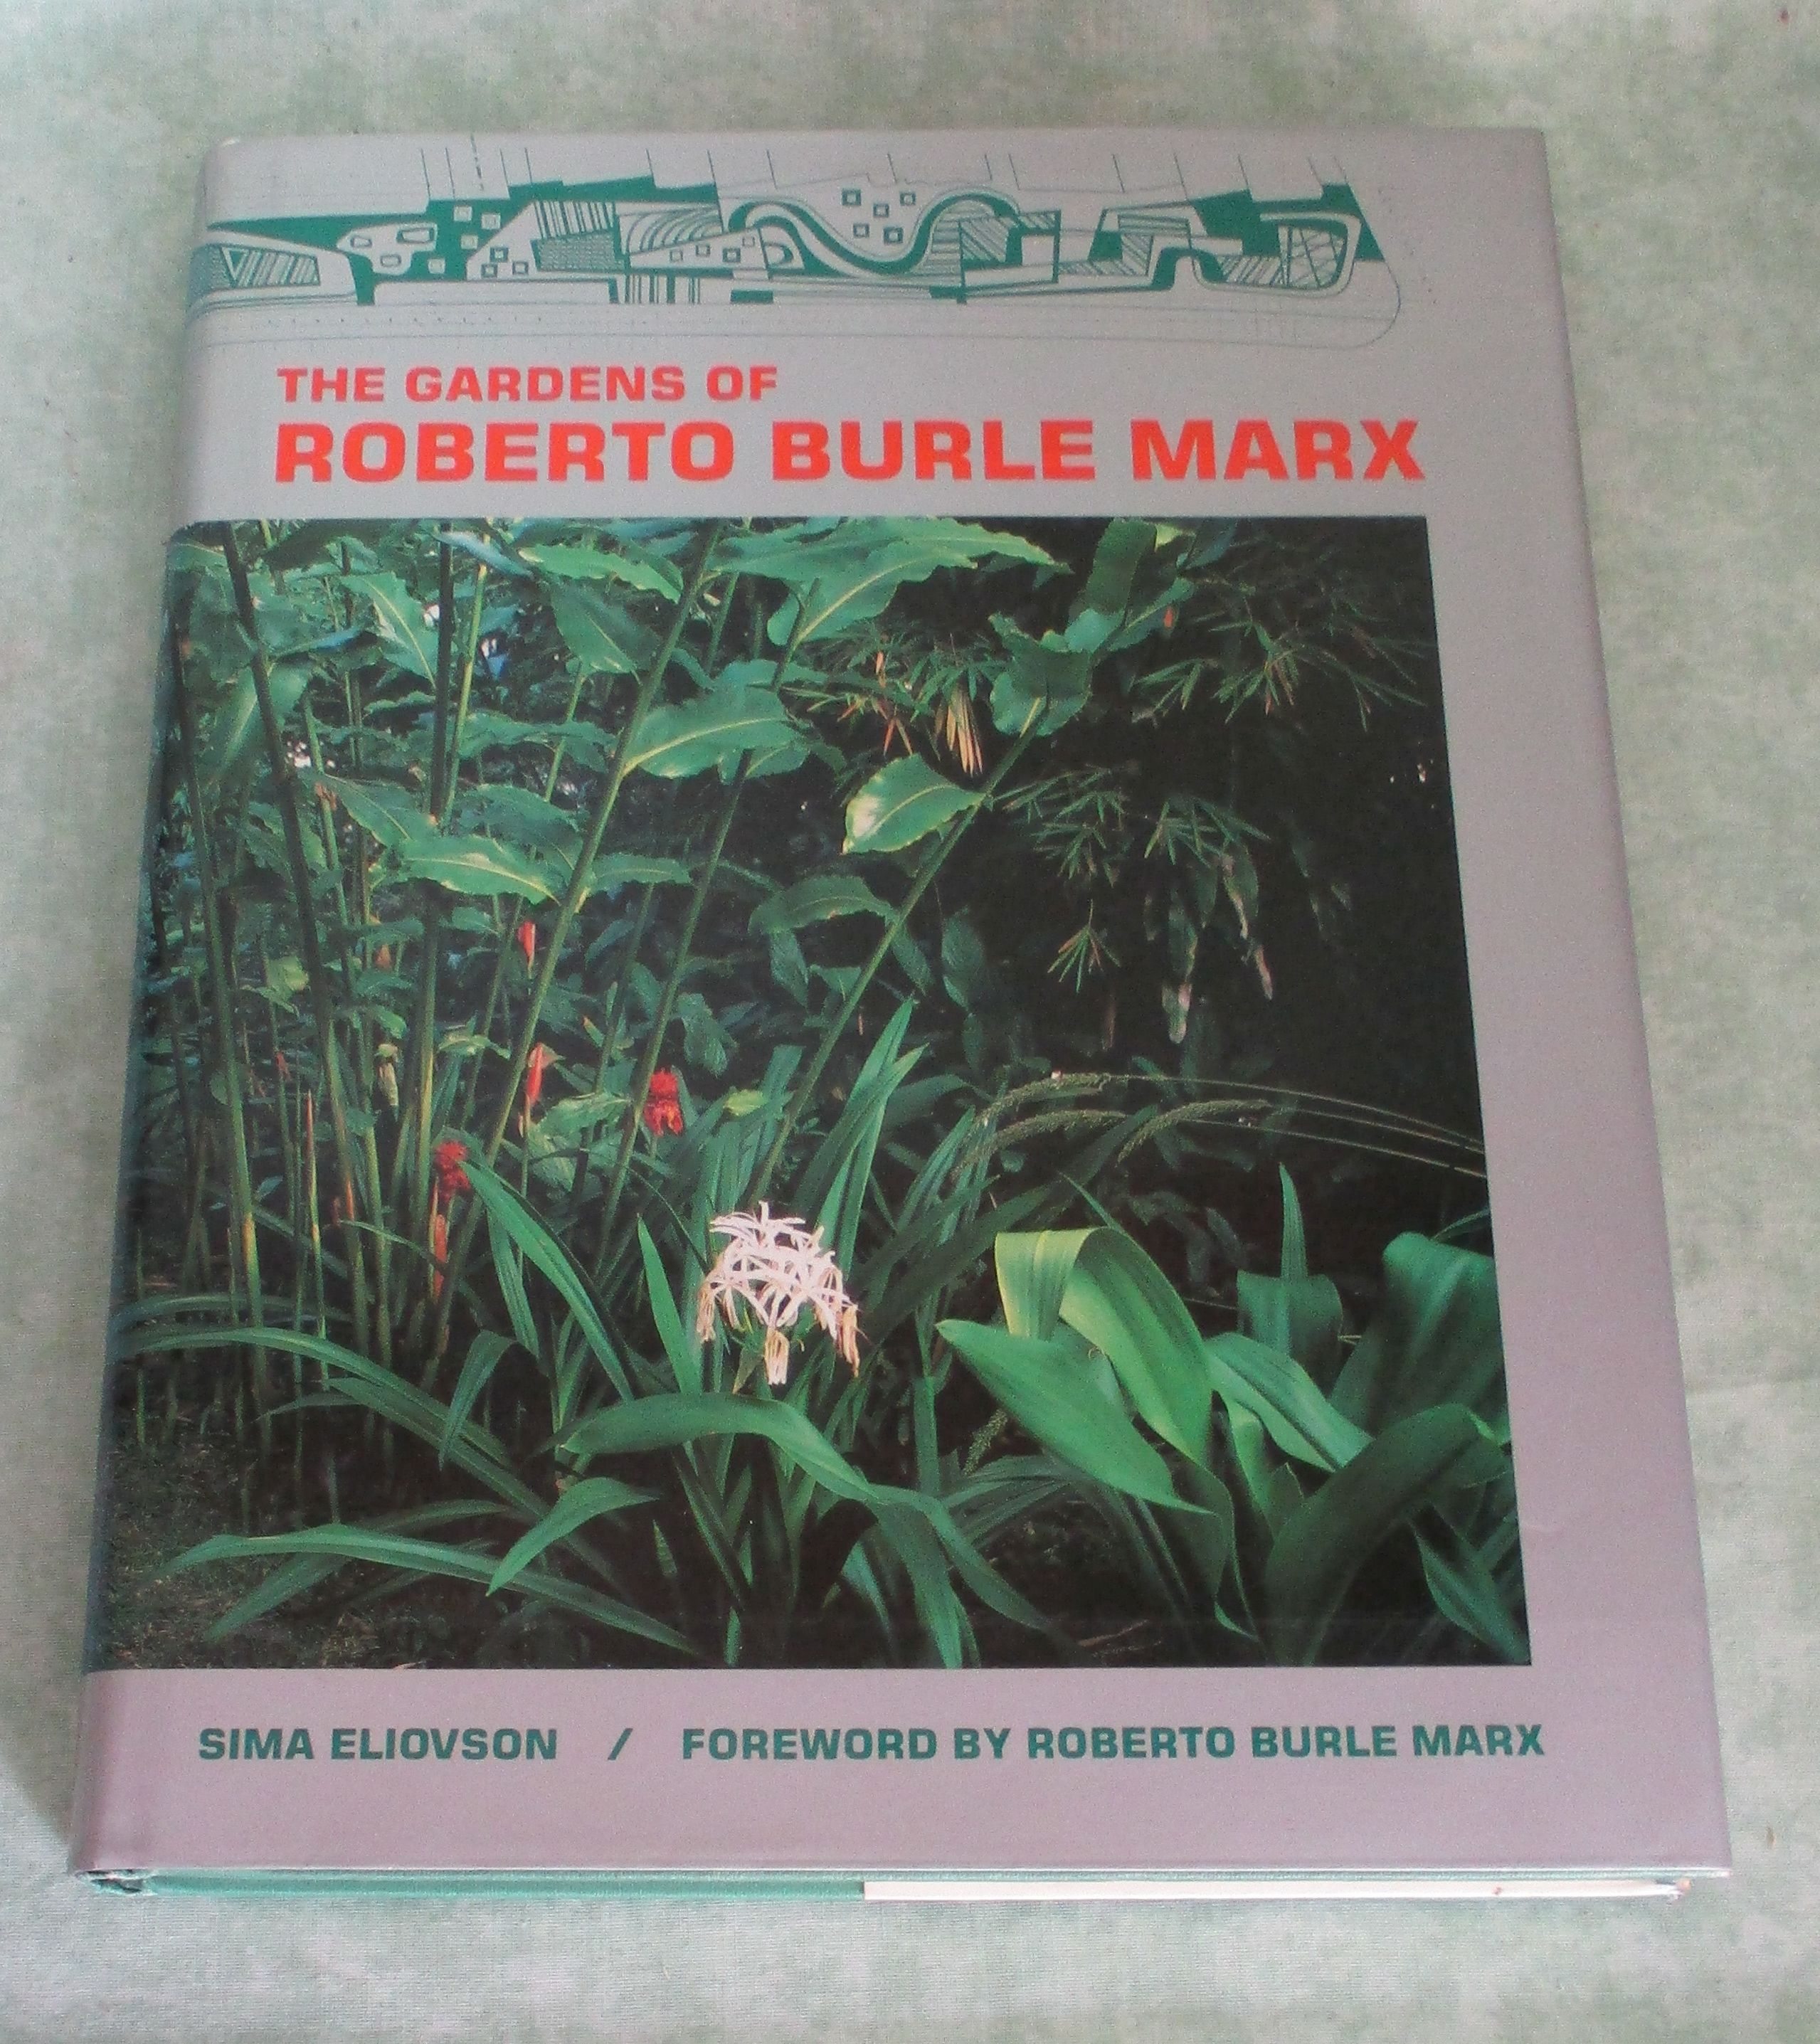 THE GARDENS OF
ROBERTO BURLE MARX
SIMA ELIOVSON / FOREWORD BY ROBERTO BURLE MARX